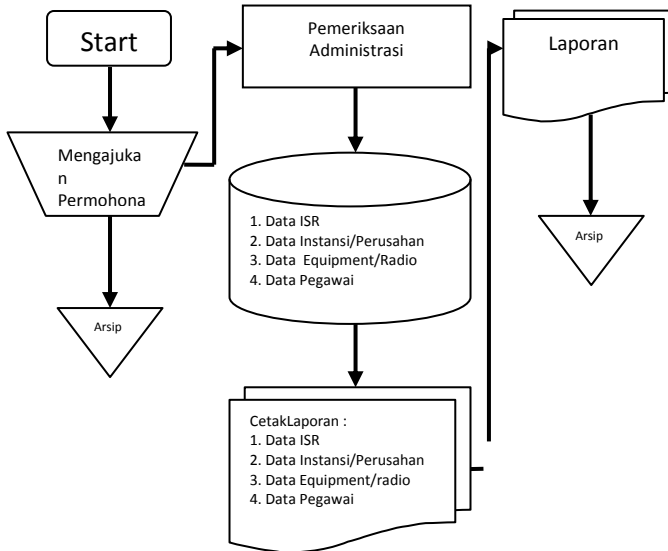 Start
Mengajuka
n
Permohona
Arsip
Pemeriksaan
Administrasi
1. Data ISR
2. Data Instansi/Perusahan
3. Data Equipment/Radio
4. Data Pegawai
CetakLaporan :
1. Data ISR
2. Data Instansi/Perusahan
3. Data Equipment/radio
4. Data Pegawai
Laporan
Arsip